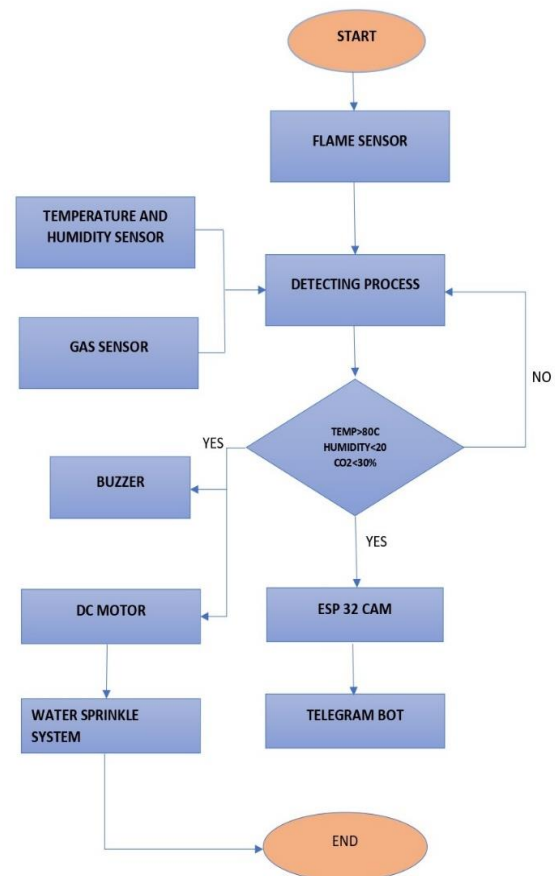 START
FLAME SENSOR
TEMPERATURE AND
HUMIDITY SENSOR
DETECTING PROCESS
GAS SENSOR
NO
TEMP>80C
HUMIDITY<20
CO2<30%
YES
BUZZER
YES
DC MOTOR
ESP 32 CAM
WATER SPRINKLE
SYSTEM
TELEGRAM BOT
END